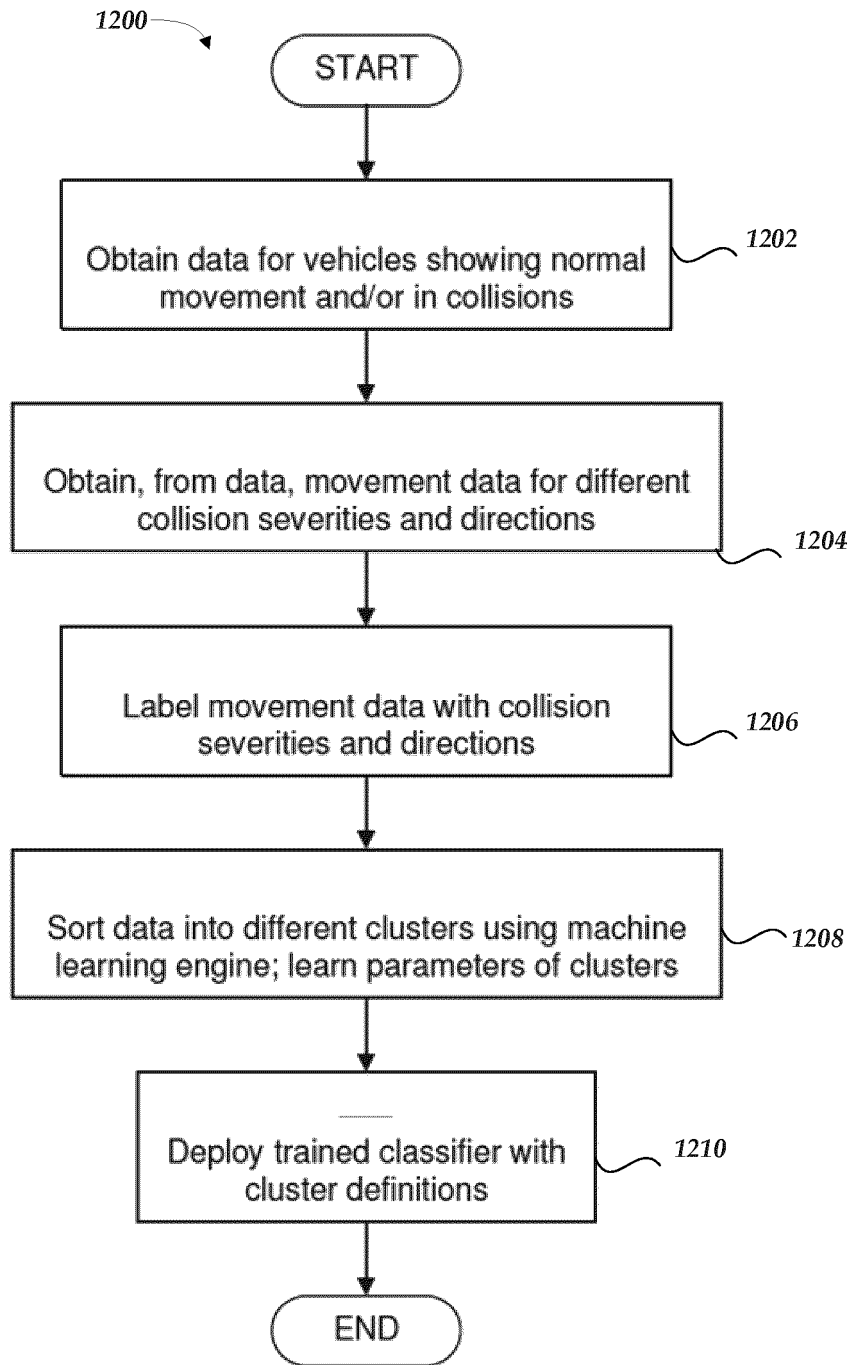 1200
START
Obtain data for vehicles showing normal
movement and/or in collisions
1202
Obtain, from data, movement data for different
collision severities and directions
1204
Label movement data with collision
severities and directions
1206
Sort data into different clusters using machine
learning engine; learn parameters of clusters
1208
Deploy trained classifier with
cluster definitions
1210
END